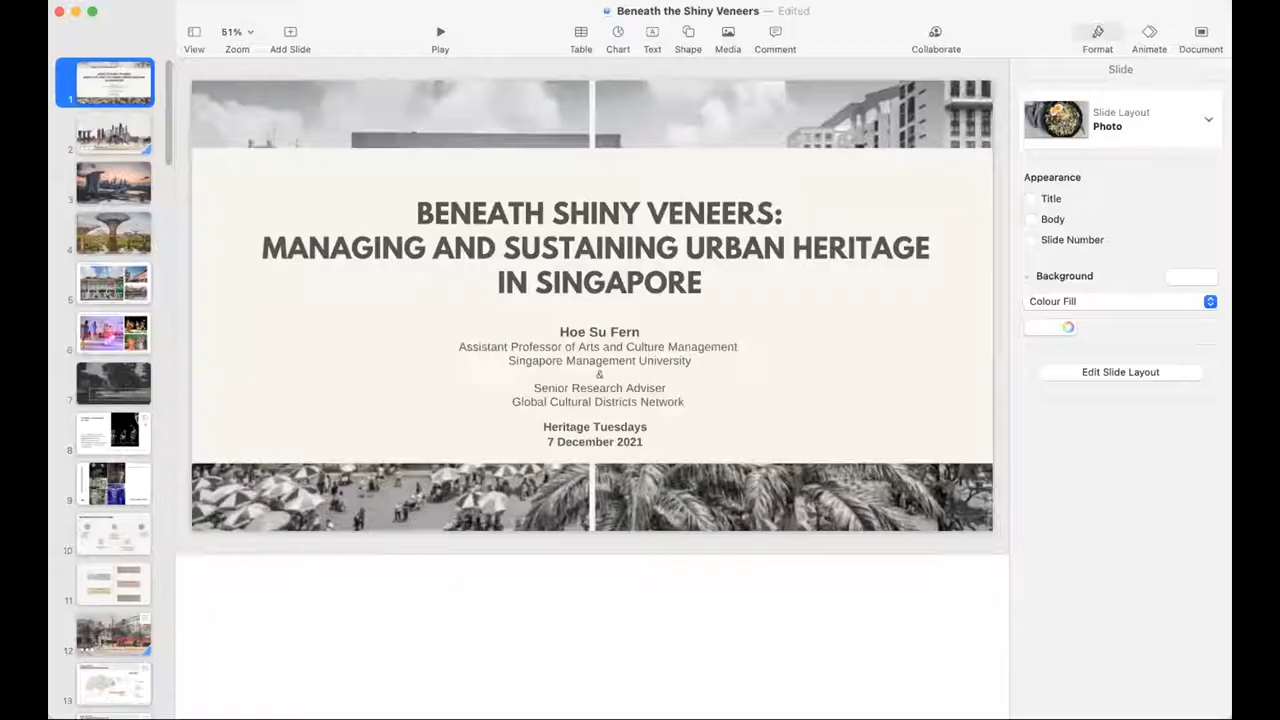 Beneath the Shiny Veneers — Edited
51%
View
Zoom
Add Slide
Play
Table
Chart
Text
Shape
Media
Comment
Collaborate
Format
Animate
Document
1
2
3
4
5
6
7
8
9
10
11
12
13
BENEATH SHINY VENEERS:
MANAGING AND SUSTAINING URBAN HERITAGE
IN SINGAPORE
Hoe Su Fern
Assistant Professor of Arts and Culture Management
Singapore Management University
&
Senior Research Adviser
Global Cultural Districts Network
Heritage Tuesdays
7 December 2021
Slide
Slide Layout
Photo
Appearance
Title
Body
Slide Number
Background
Colour Fill
Edit Slide Layout